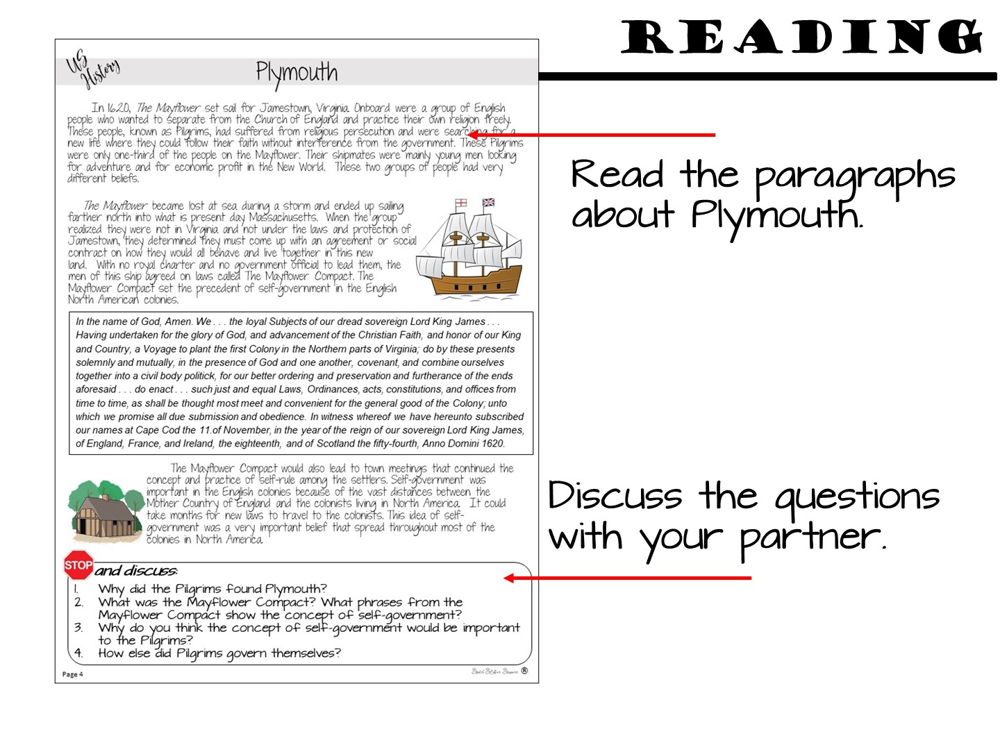 READING
US
History
Plymouth
In 1620, The Mayflower set sail for Jamestown, Virginia. Onboard were a group of English
people who wanted to separate from the Church of England and practice their own religion freely.
These people, known as Pilgrims, had suffered from religious persecution and were searching for a
new life where they could follow their faith without interference from the government. These Pilgrims
were only one-third of the people on the Mayflower. Their shipmates were mainly young men looking
for adventure and for economic profit in the New World. These two groups of people had very
different beliefs.
The Mayflower became lost at sea during a storm and ended up sailing
farther north into what is present day Massachusetts. When the group
realized they were not in Virginia and not under the laws and protection of
Jamestown, they determined they must come up with an agreement or social
contract on how they would all behave and live together in this new
land. With no royal charter and no government official to lead them, the
men of this ship agreed on laws called The Mayflower Compact. The
Mayflower Compact set the precedent of self-government in the English
North American colonies.
In the name of God, Amen. We . . . the loyal Subjects of our dread sovereign Lord King James . . .
Having undertaken for the glory of God, and advancement of the Christian Faith, and honor of our King
and Country, a Voyage to plant the first Colony in the Northern parts of Virginia; do by these presents
solemnly and mutually, in the presence of God and one another, covenant, and combine ourselves
together into a civil body politick, for our better ordering and preservation and furtherance of the ends
aforesaid . . . do enact . . . such just and equal Laws, Ordinances, acts, constitutions, and offices from
time to time, as shall be thought most meet and convenient for the general good of the Colony; unto
which we promise all due submission and obedience. In witness whereof we have hereunto subscribed
our names at Cape Cod the 11.of November, in the year of the reign of our sovereign Lord King James,
of England, France, and Ireland, the eighteenth, and of Scotland the fifty-fourth, Anno Domini 1620.
The Mayflower Compact would also lead to town meetings that continued the
concept and practice of self-rule among the settlers. Self-government was
important in the English colonies because of the vast distances between the
Mother Country of England and the colonists living in North America. It could
take months for new laws to travel to the colonists. This idea of self-
government was a very important belief that spread throughout most of the
colonies in North America.
STOP and discuss:
1. Why did the Pilgrims found Plymouth?
2. What was the Mayflower Compact? What phrases from the
Mayflower Compact show the concept of self-government?
3. Why do you think the concept of self-government would be important
to the Pilgrims?
4. How else did Pilgrims govern themselves?
Page 4
®
Read the paragraphs
about Plymouth.
Discuss the questions
with your partner.